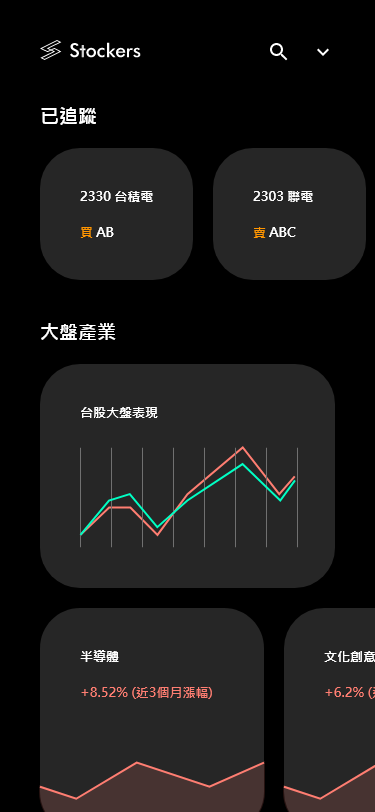 Stockers
已追蹤
2330 台積電
2303 聯電
買 AB
賣 ABC
大盤產業
台股大盤表現
半導體
文化創意
+8.52% (近3個月漲幅)
+6.2% (